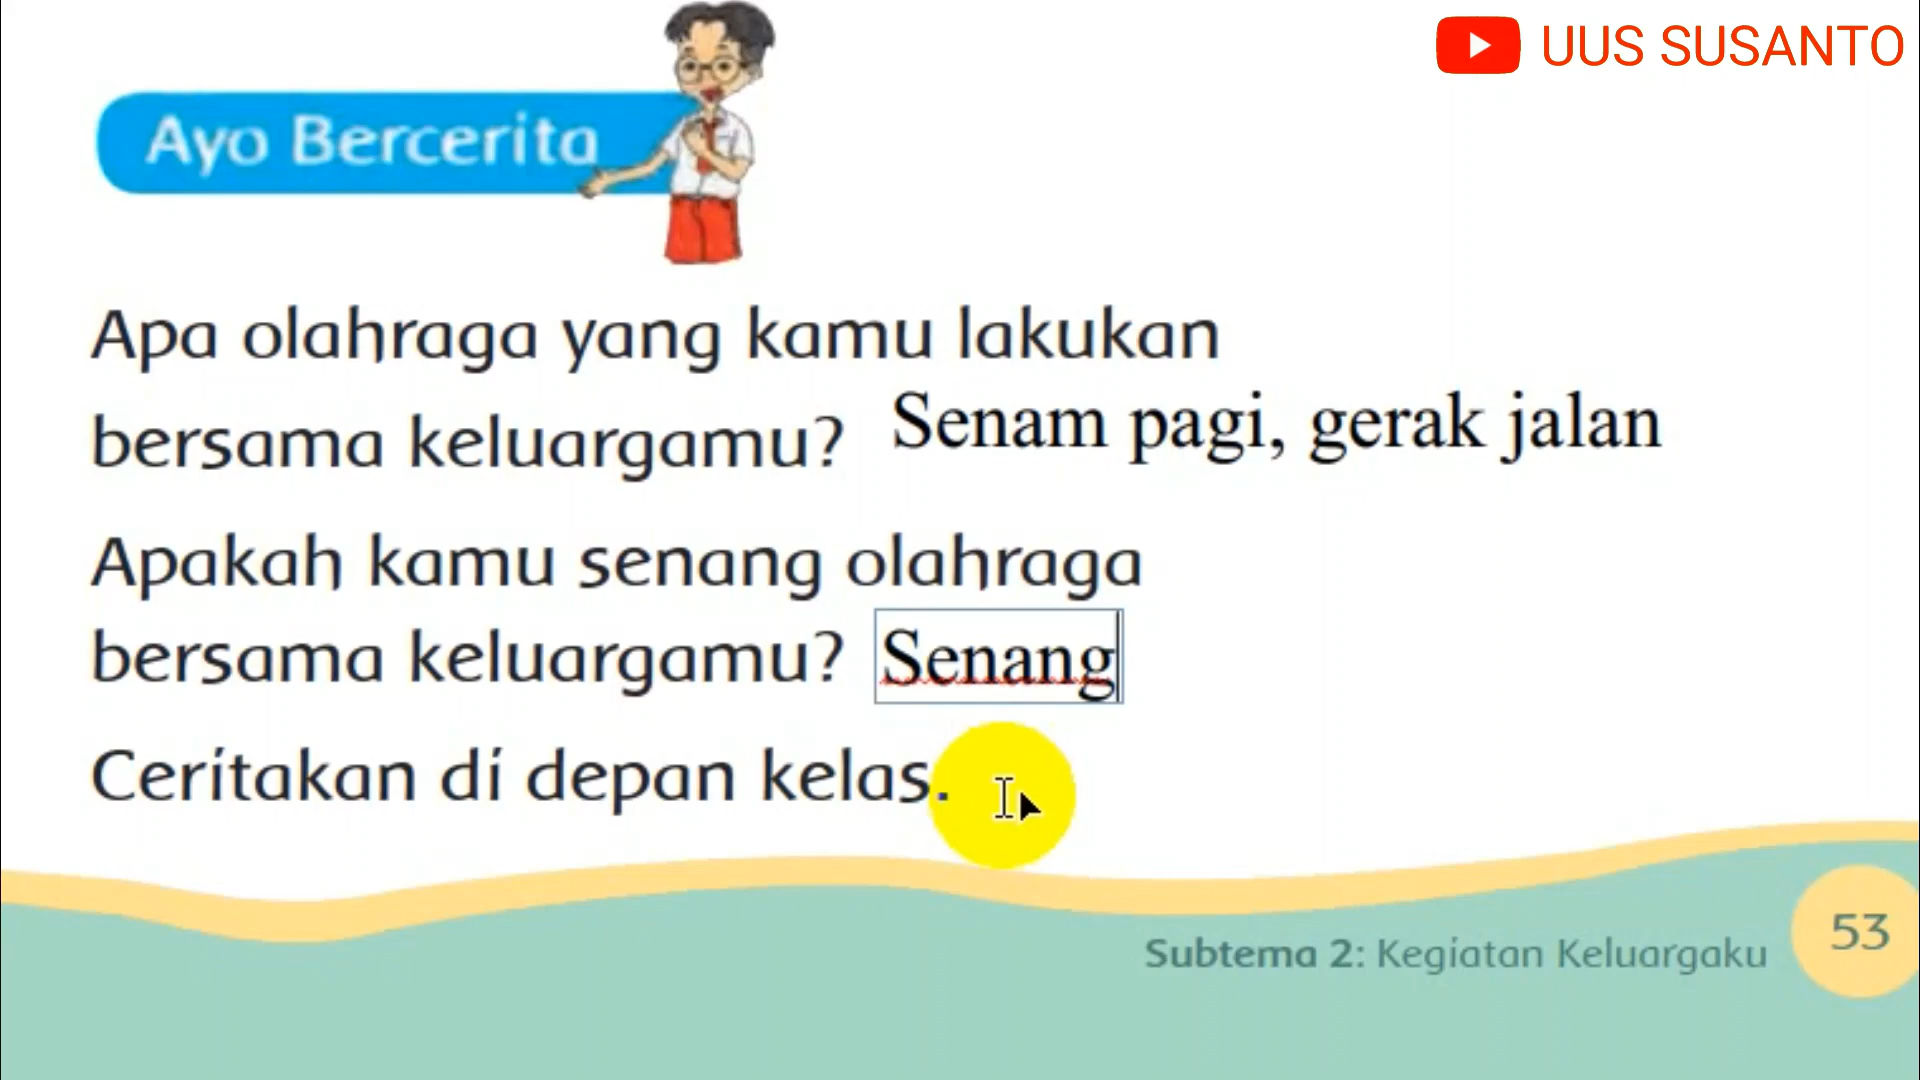 UUS SUSANTO
Ayo Bercerita
Apa olahraga yang kamu lakukan
bersama keluargamu? Senam pagi, gerak jalan
Apakah kamu senang olahraga
bersama keluargamu? Senang
Ceritakan di depan kelas.
Subtema 2: Kegiatan Keluargaku 53